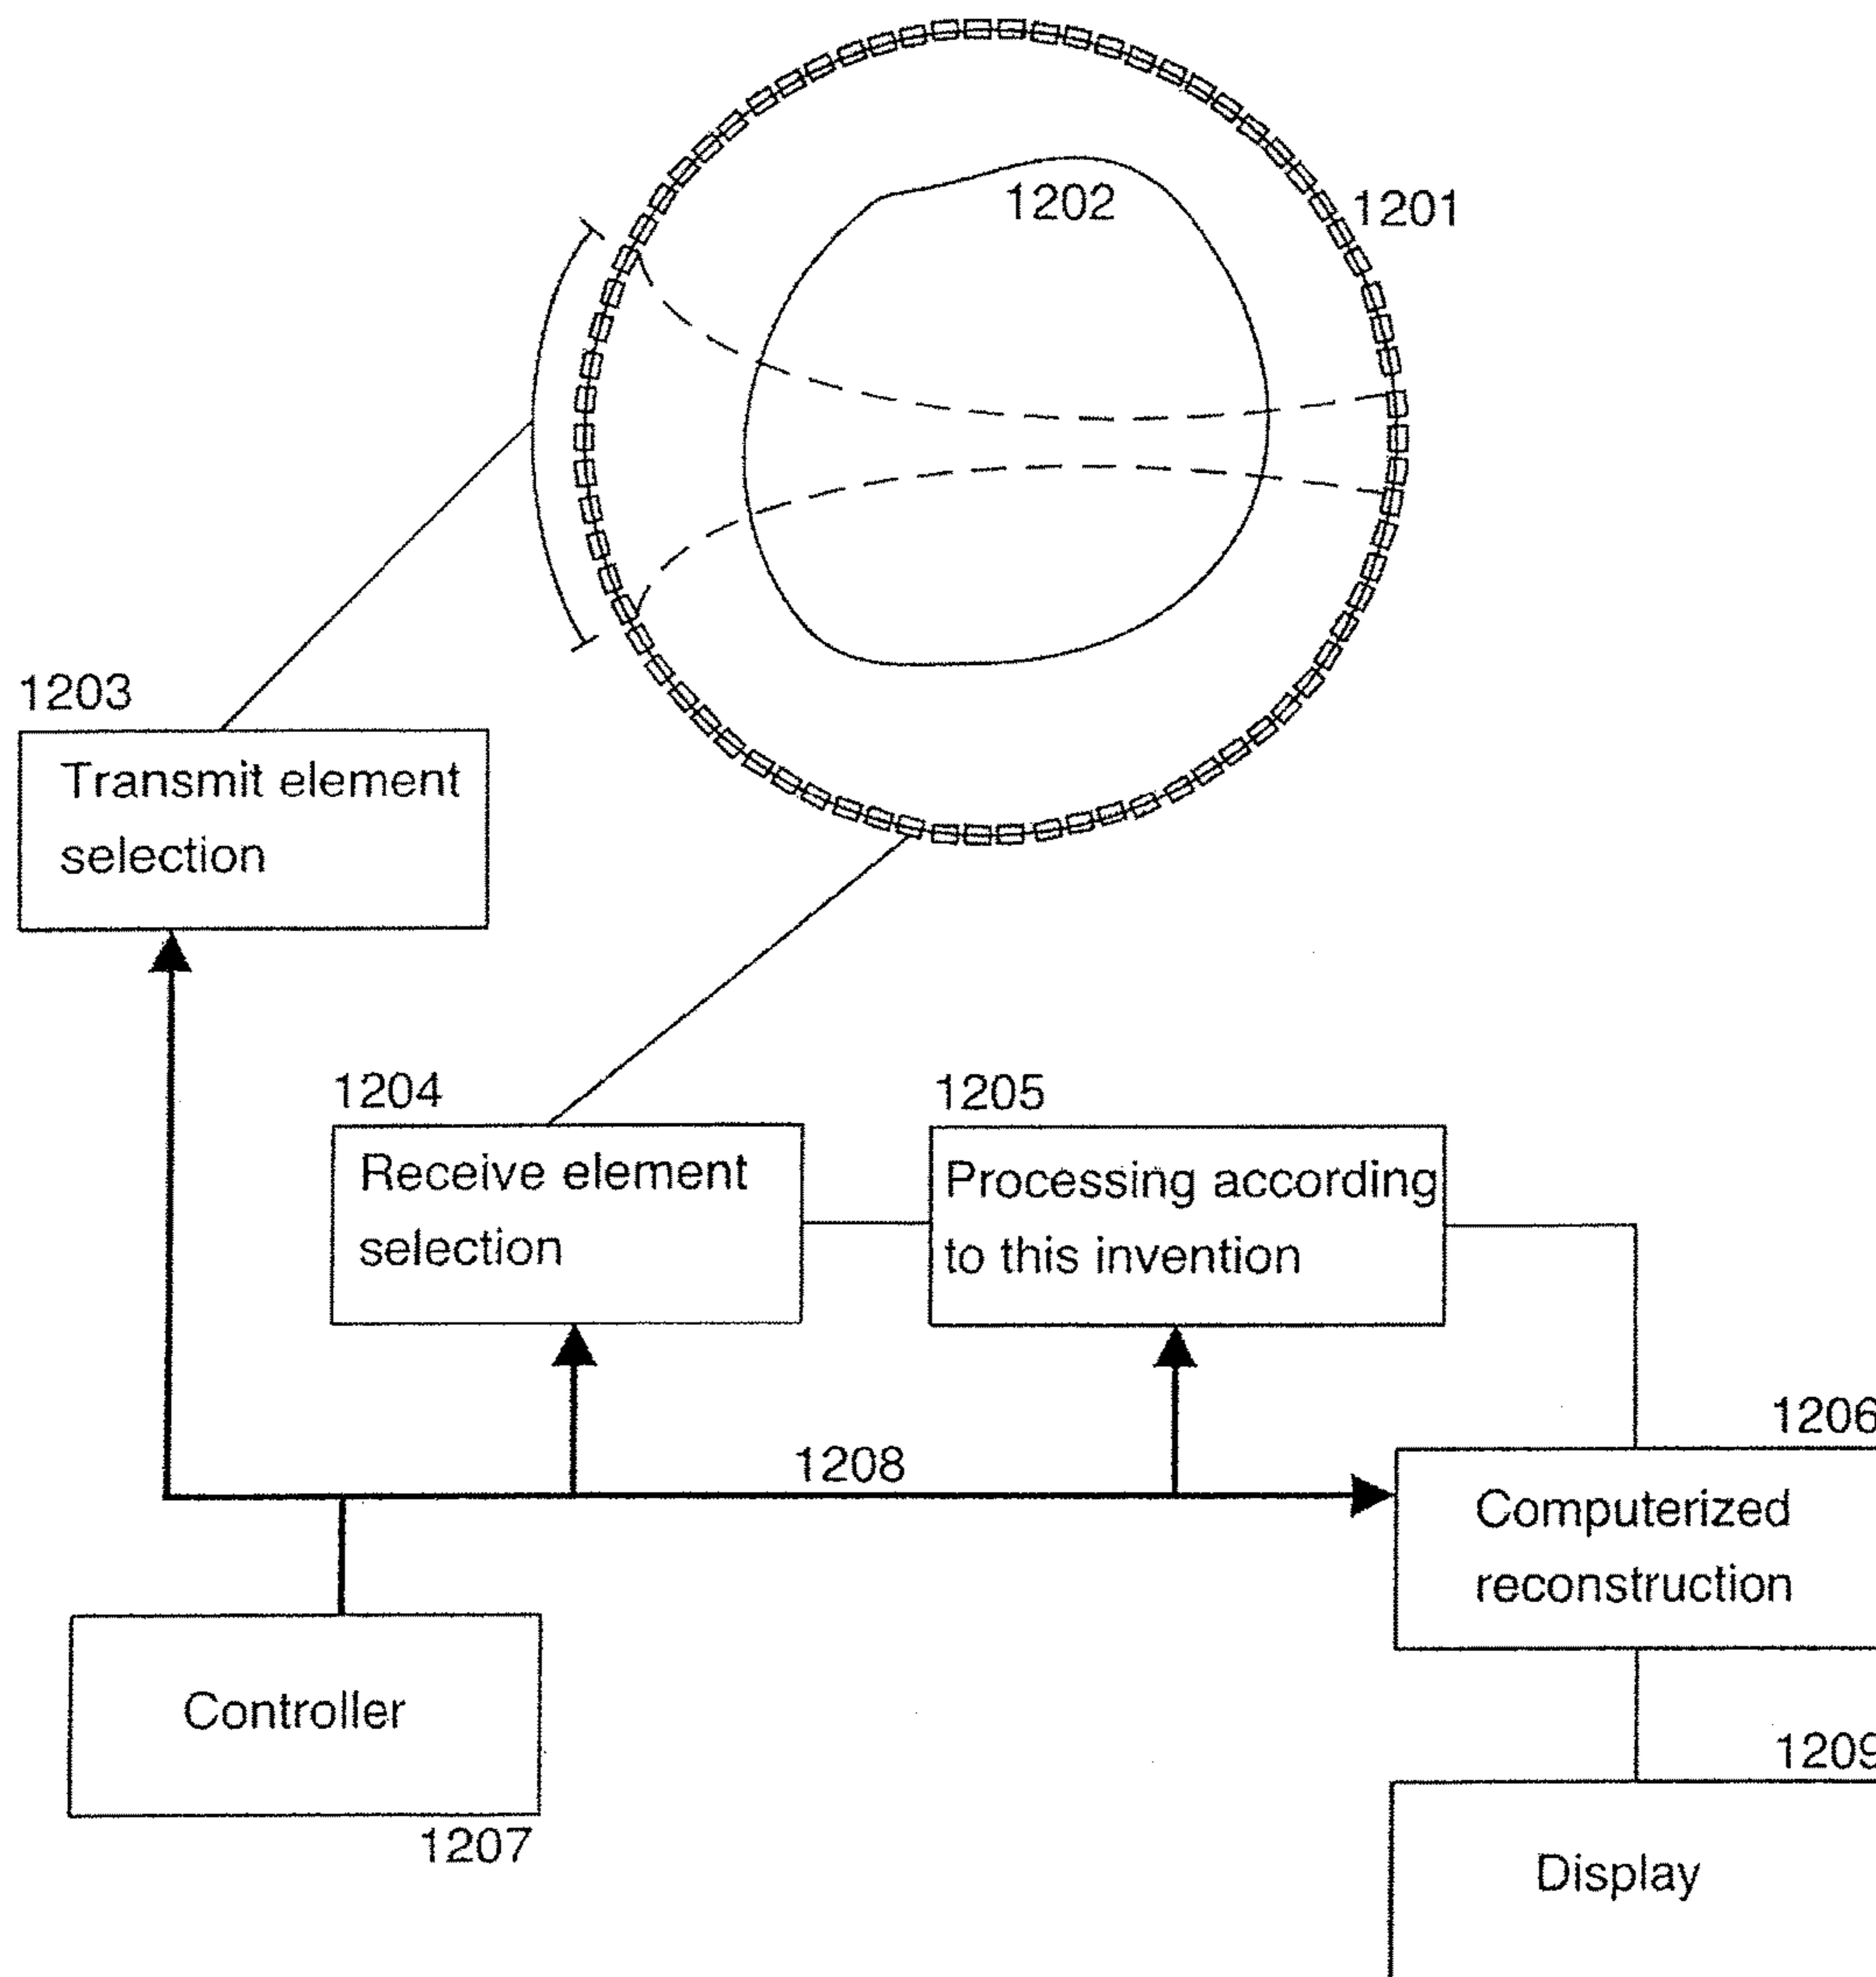 1202
1201
1203
Transmit element
selection
1204
Receive element
selection
1205
Processing according
to this invention
1206
1208
Computerized
reconstruction
Controller
1207
1209
Display